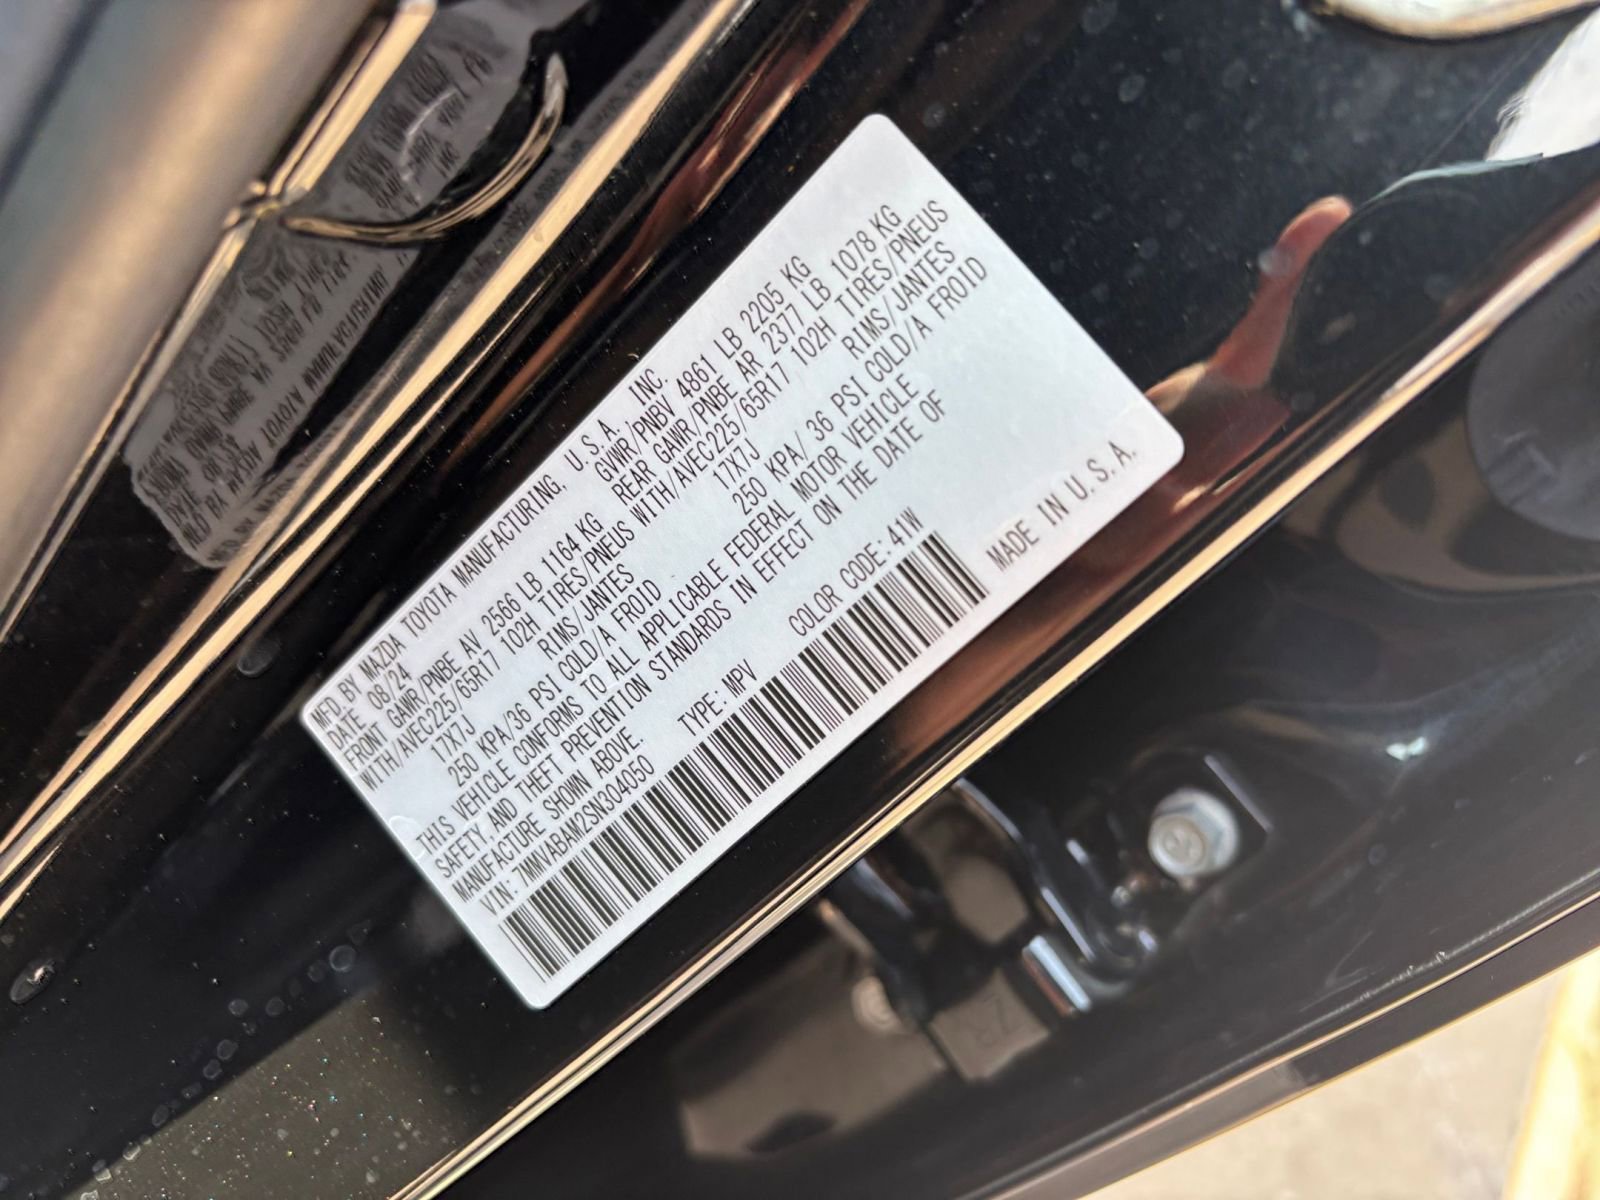 MFD. BY MAZDA TOYOTA MANUFACTURING, U.S.A. INC.
DATE 08/24 GVWR/PNBV 4861 LB 2205 KG
FRONT GAWR/PNBE AV 2566 LB 1164 KG REAR GAWR/PNBE AR 2377 LB 1078 KG
WITH/AVEC225/65R17 102H TIRES/PNEUS WITH/AVEC225/65R17 102H TIRES/PNEUS
17X7J RIMS/JANTES 17X7J RIMS/JANTES
250 KPA/36 PSI COLD/A FROID 250 KPA/ 36 PSI COLD/A FROID
THIS VEHICLE CONFORMS TO ALL APPLICABLE FEDERAL MOTOR VEHICLE
SAFETY AND THEFT PREVENTION STANDARDS IN EFFECT ON THE DATE OF
MANUFACTURE SHOWN ABOVE.
VIN: 7MMVABAM2SN304050 TYPE: MPV COLOR CODE: 41W
MADE IN U.S.A.